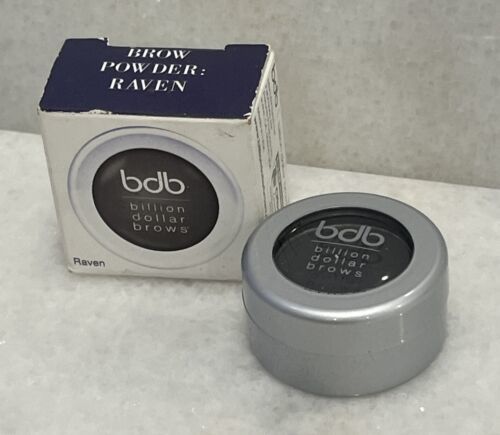 BROW
POWDER:
RAVEN
bdb
billion
dollar
brows
Raven
bdb
billion
dollar
brows